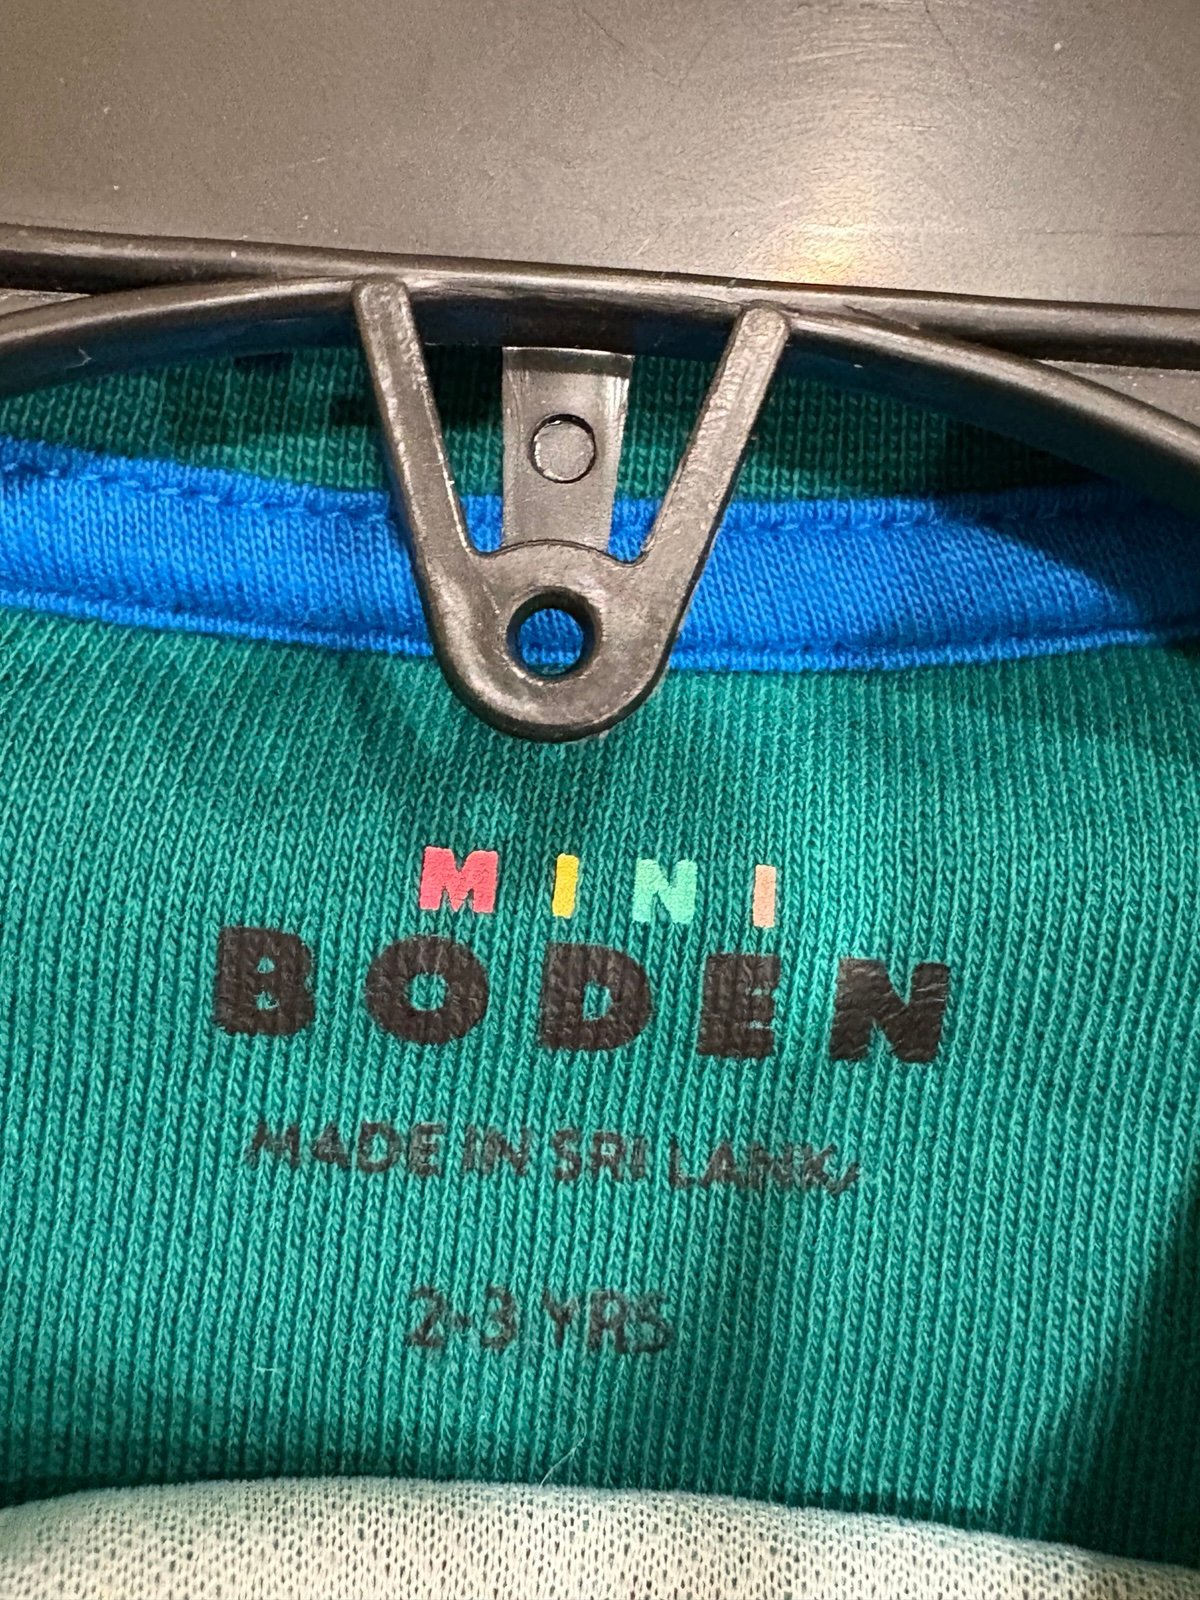 MINI
BODEN
MADE IN SRI LANKA
2-3 YRS